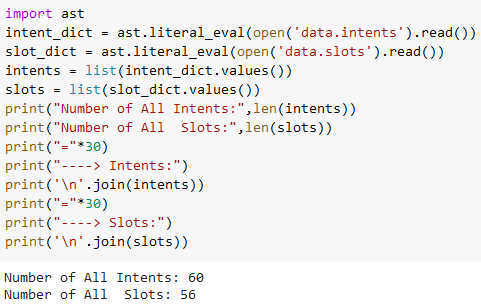 import ast
intent_dict = ast.literal_eval(open('data.intents').read())
slot_dict = ast.literal_eval(open('data.slots').read())
intents = list(intent_dict.values())
slots = list(slot_dict.values())
print("Number of All Intents:",len(intents))
print("Number of All  Slots:",len(slots))
print("="*30)
print("----> Intents:")
print('\n'.join(intents))
print("="*30)
print("----> Slots:")
print('\n'.join(slots))
Number of All Intents: 60
Number of All  Slots: 56